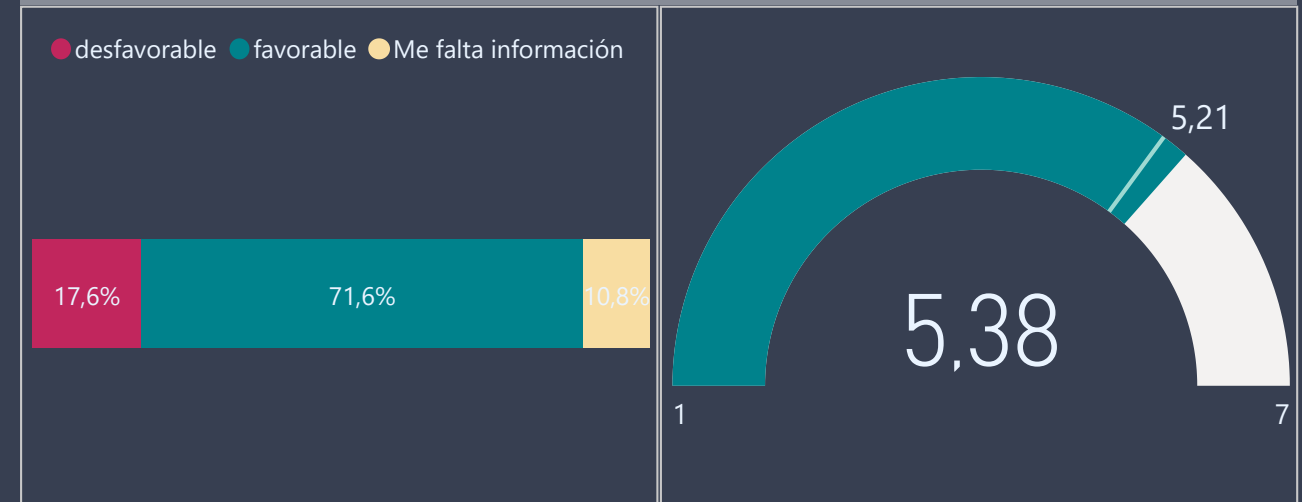 desfavorable favorable Me falta información
17,6% 71,6% 10,8%
5,21
5,38
1 7